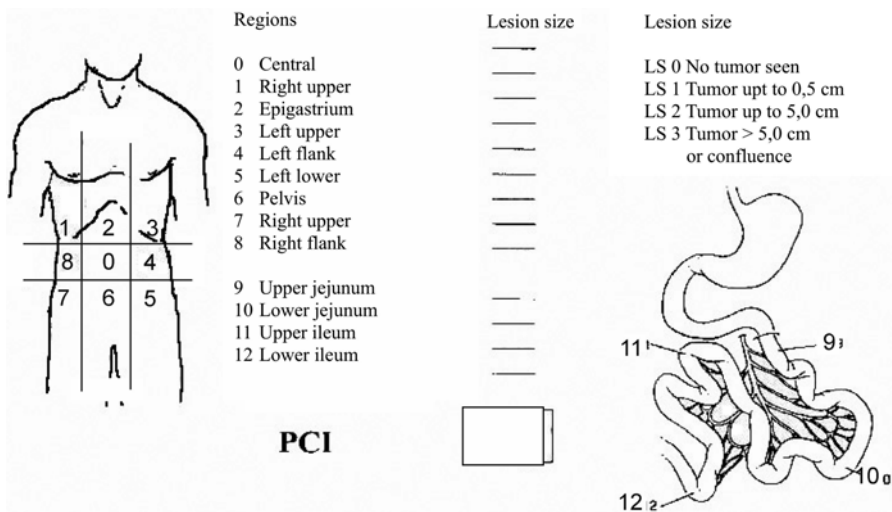 Regions
0 Central
1 Right upper
2 Epigastrium
3 Left upper
4 Left flank
5 Left lower
6 Pelvis
7 Right upper
8 Right flank
9 Upper jejunum
10 Lower jejunum
11 Upper ileum
12 Lower ileum
Lesion size
Lesion size
LS 0 No tumor seen
LS 1 Tumor upt to 0,5 cm
LS 2 Tumor up to 5,0 cm
LS 3 Tumor > 5,0 cm
or confluence
1 2 3
8 0 4
7 6 5
PCI
11
9
10
12